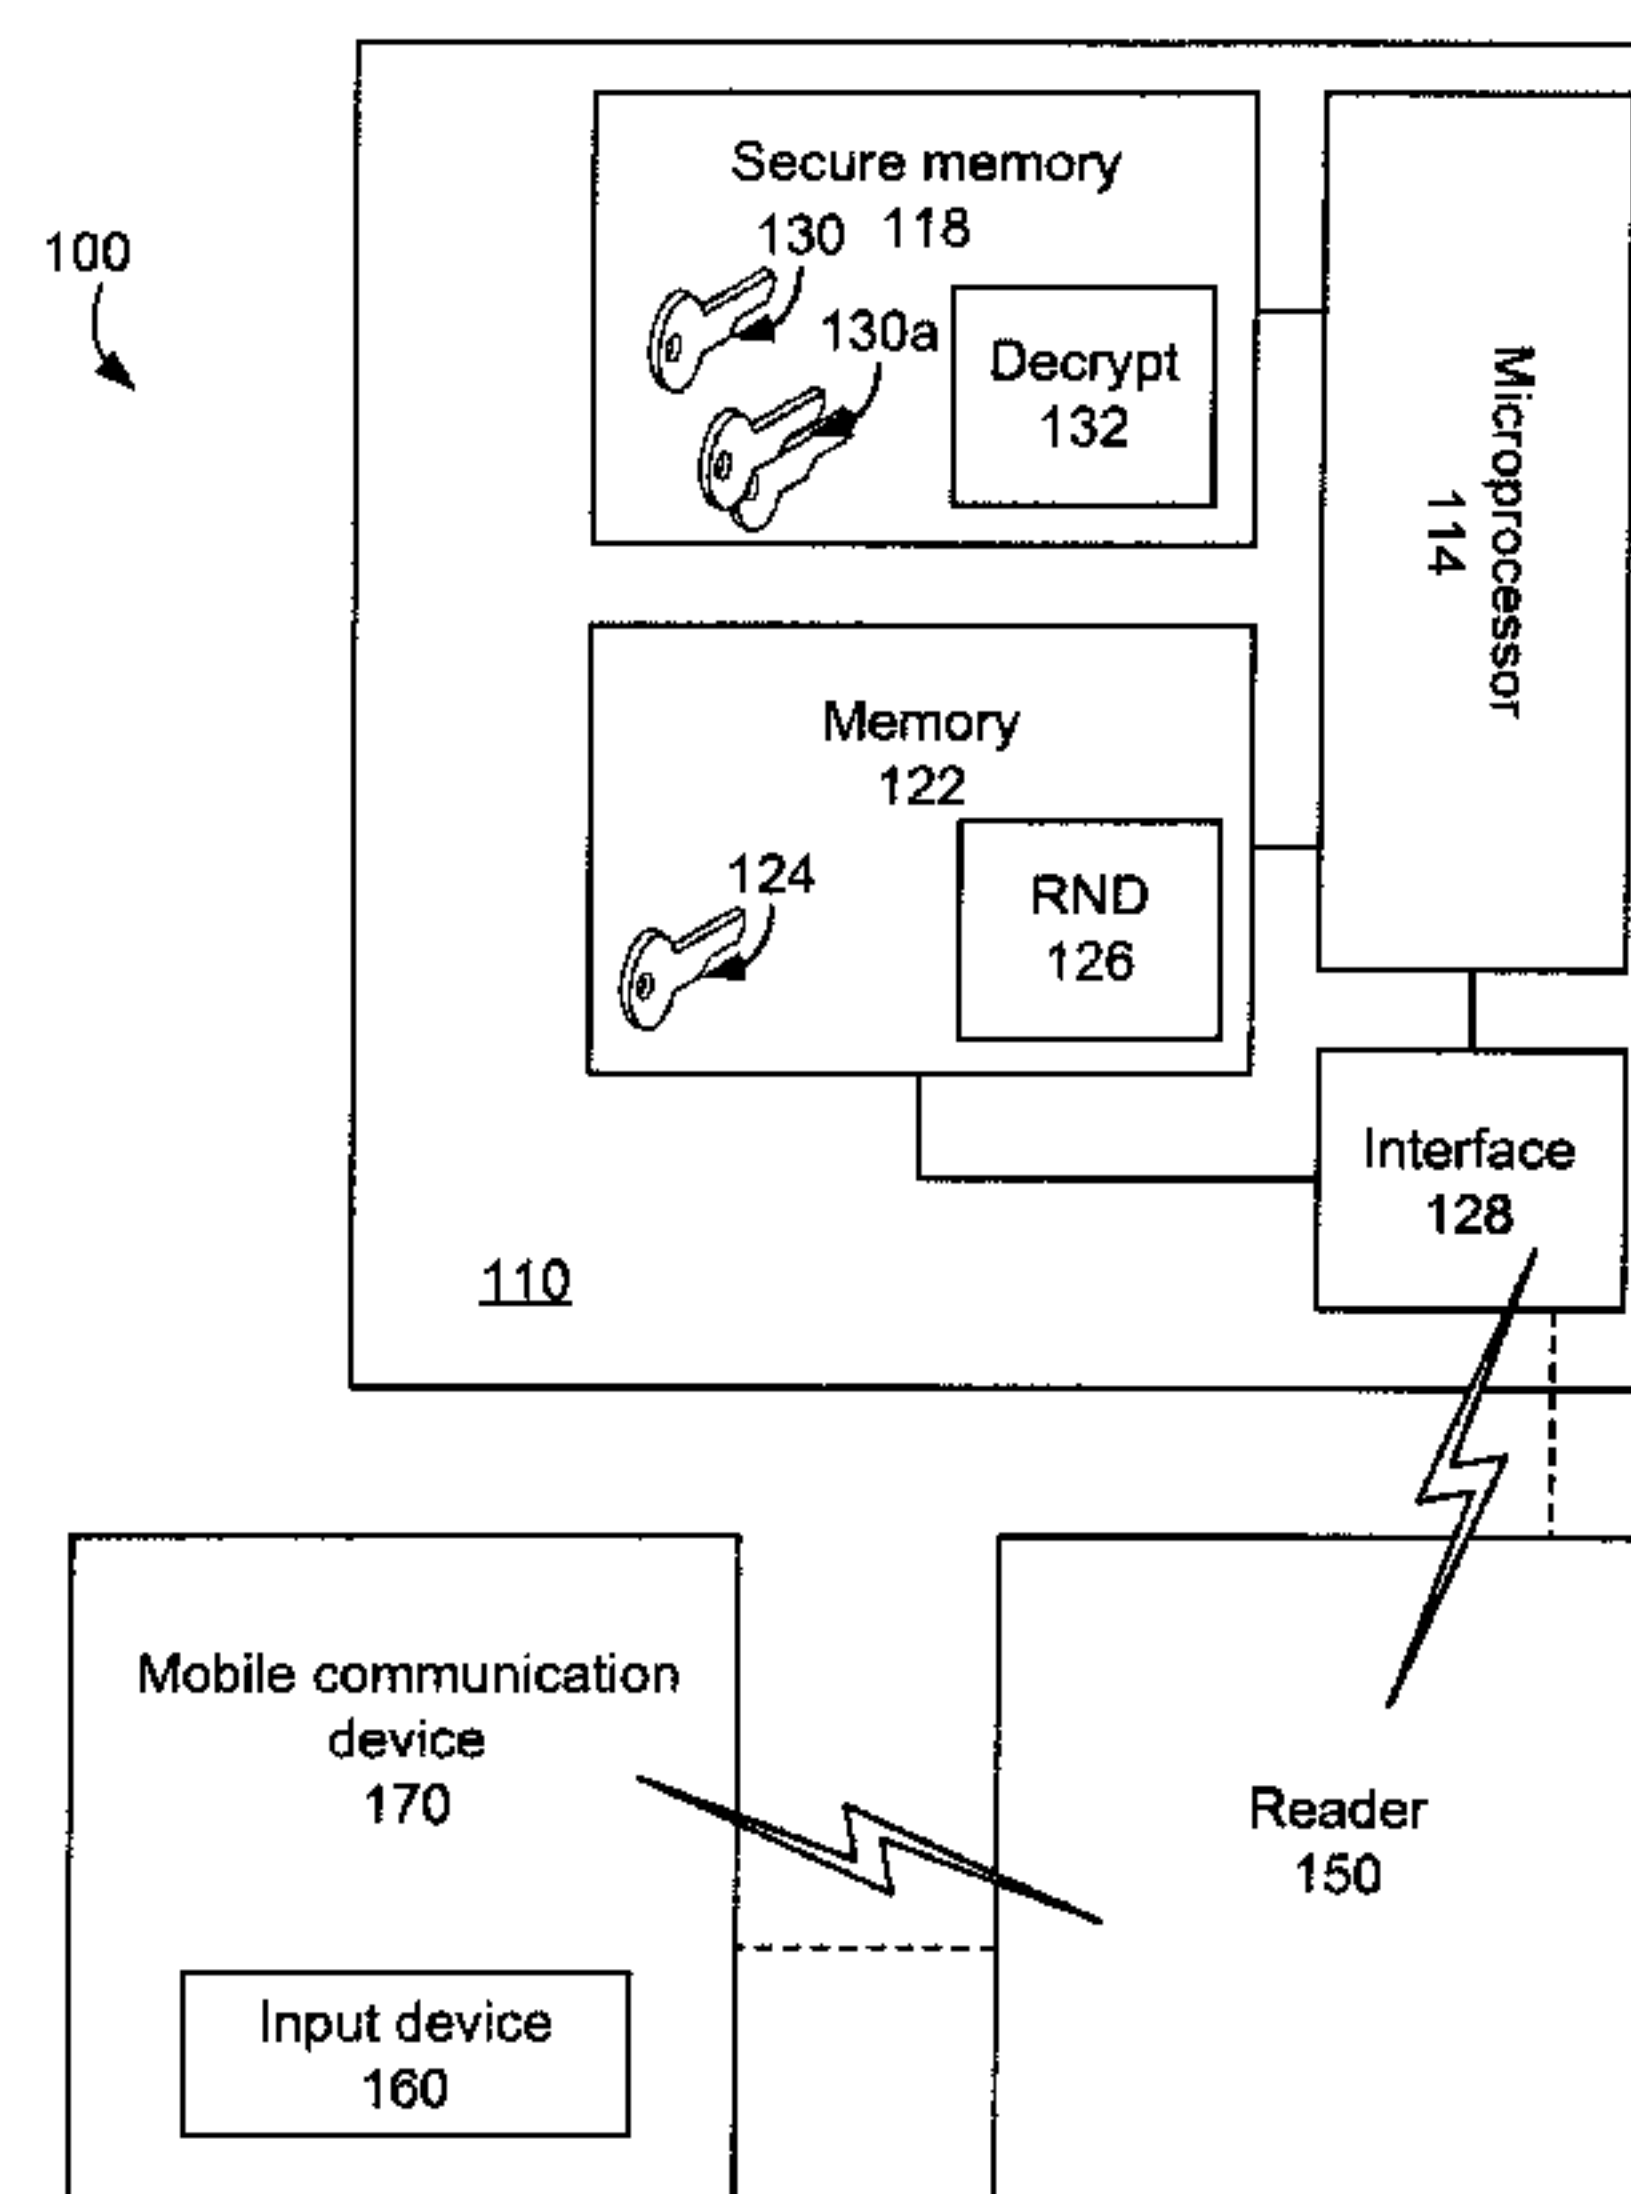 100
Secure memory
130 118
130a
Decrypt
132
Microprocessor
114
Memory
122
124
RND
126
Interface
128
110
Mobile communication
device
170
Reader
150
Input device
160